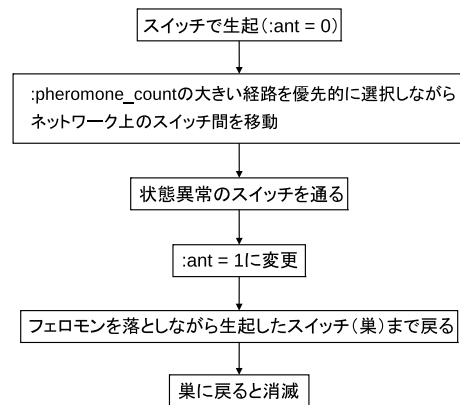 スイッチで生起（:ant = 0）
:pheromone_countの大きい経路を優先的に選択しながら
ネットワーク上のスイッチ間を移動
状態異常のスイッチを通る
:ant = 1に変更
フェロモンを落としながら生起したスイッチ（巣）まで戻る
巣に戻ると消滅